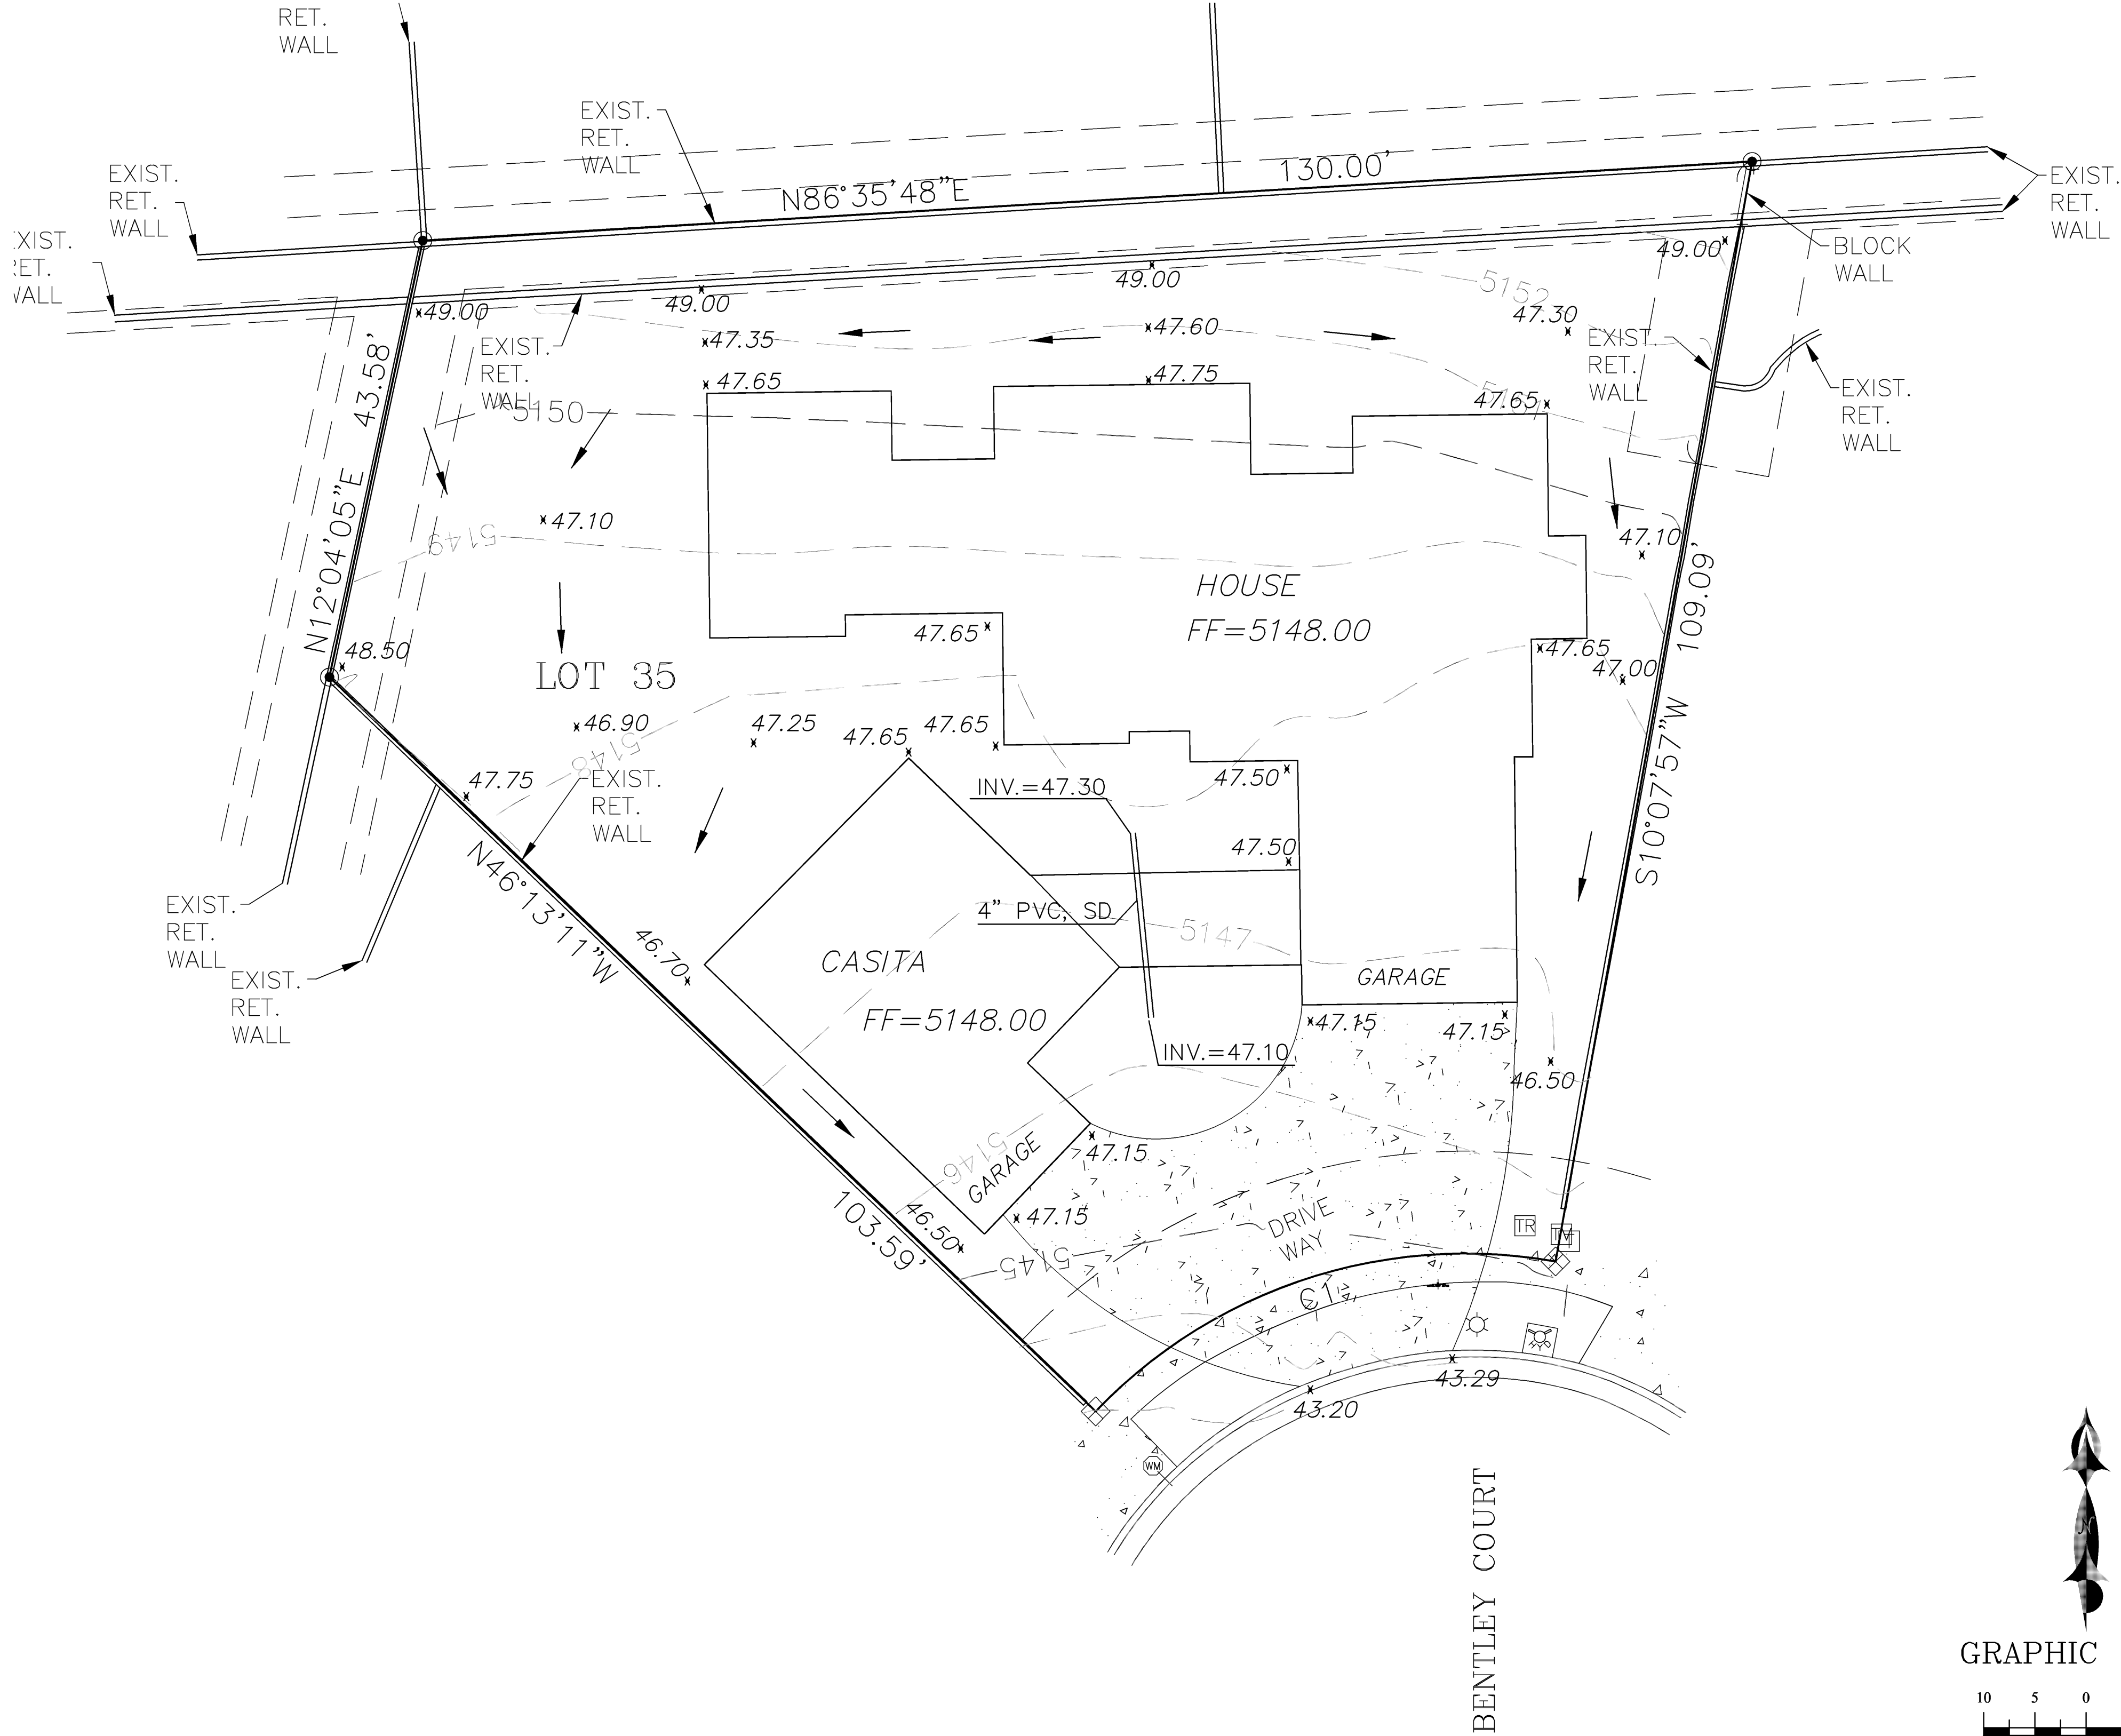 RET.
WALL
EXIST.
RET.
WALL
EXIST.
RET.
WALL
N86°35'48"E
130.00'
EXIST.
RET.
WALL
XIST.
RET.
WALL
BLOCK
WALL
49.00
49.00
49.00
49.00
5152
47.30
47.60
47.35
EXIST.
RET.
WALL
EXIST.
RET.
WALL
EXIST.
RET.
WALL
43.58'
N12°04'05"E
47.65
47.75
47.65
5150
47.10
5149
47.10
HOUSE
FF=5148.00
109.09'
S10°07'57"W
47.65
47.65
47.00
48.50
LOT 35
46.90
47.25
47.65
47.65
5148
47.75
EXIST.
RET.
WALL
INV.=47.30
47.50
47.50
N46°13'11"W
103.59'
EXIST.
RET.
WALL
EXIST.
RET.
WALL
46.70
4" PVC, SD
5147
CASITA
FF=5148.00
GARAGE
47.15
47.15
INV.=47.10
46.50
5146
GARAGE
47.15
47.15
46.50
5145
DRIVE
WAY
TR
C1
43.29
43.20
WM
BENTLEY COURT
N
GRAPHIC
10 5 0